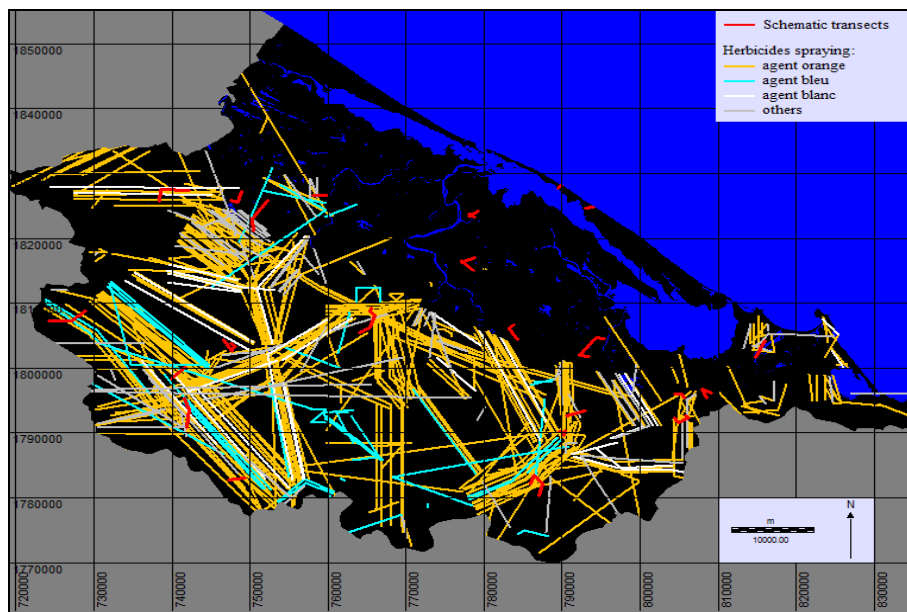 1850000
Schematic transects
Herbicides spraying:
agent orange
agent bleu
agent blanc
others
1840000
1830000
1820000
1810000
1800000
1790000
1780000
1770000
m
10000.00
N
720000
730000
740000
750000
760000
770000
780000
790000
800000
810000
820000
830000